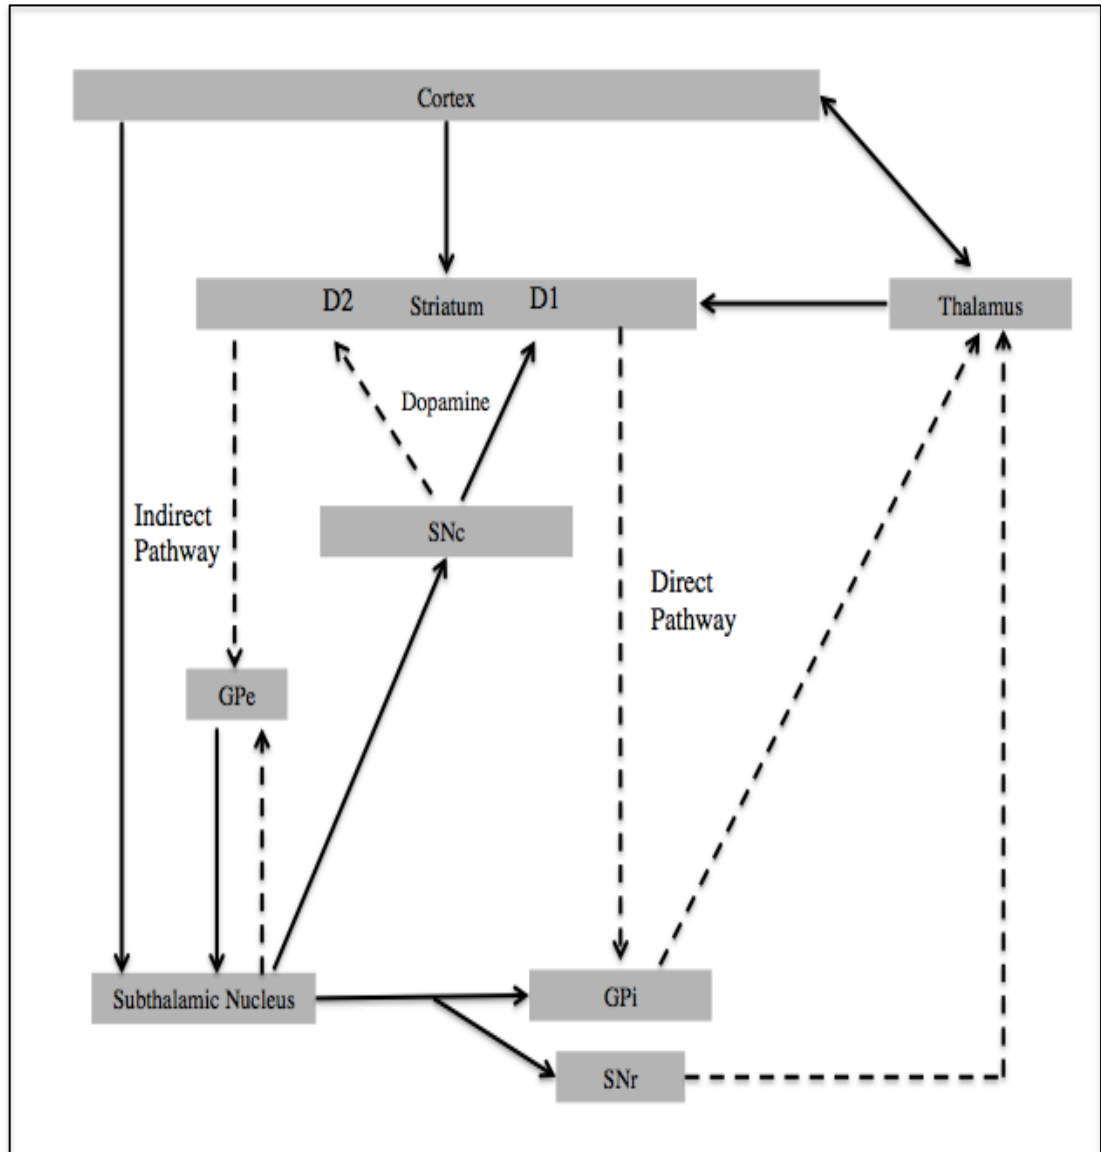 Cortex
D2
Striatum
D1
Thalamus
Dopamine
Indirect
Pathway
SNc
Direct
Pathway
GPe
Subthalamic Nucleus
GPi
SNr